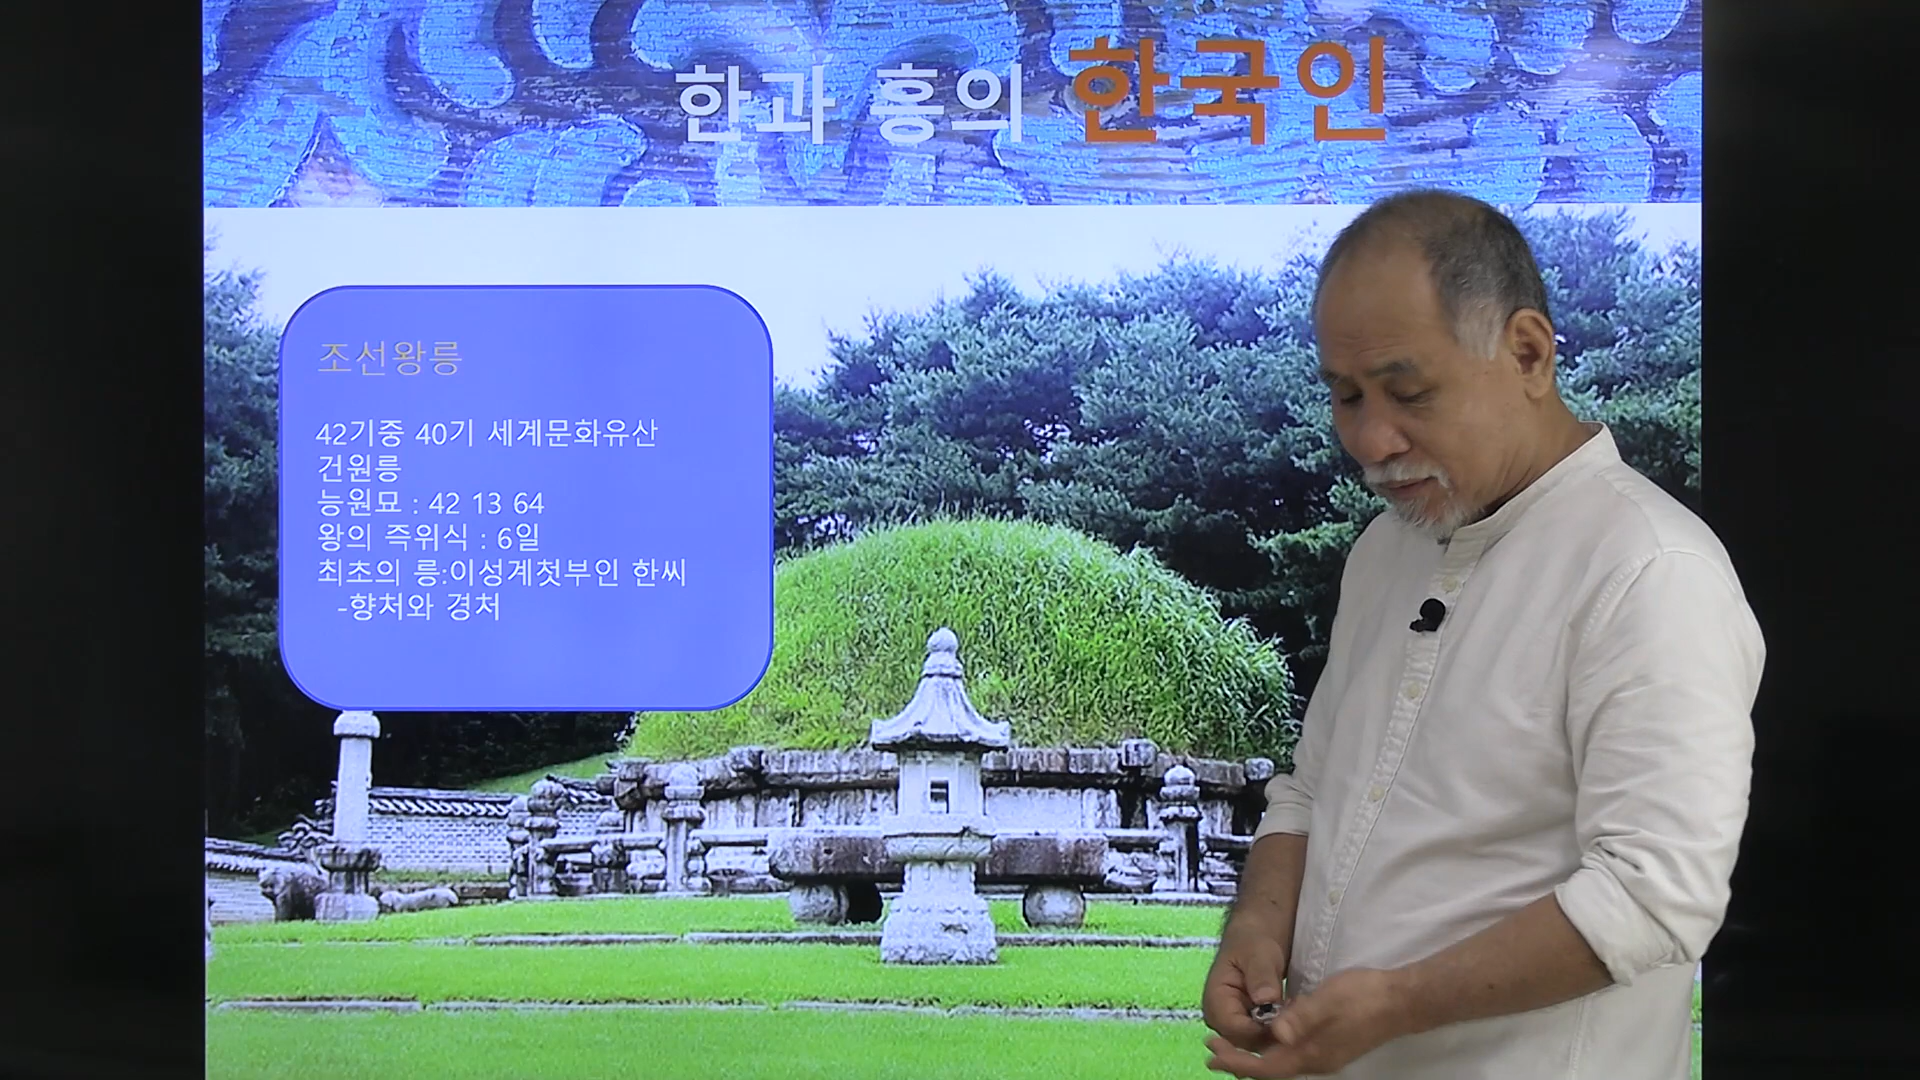 한과 흥의 한국인
조선왕릉
42기중 40기 세계문화유산
건원릉
능원묘 : 42 13 64
왕의 즉위식 : 6일
최초의 릉:이성계첫부인 한씨
-향처와 경처